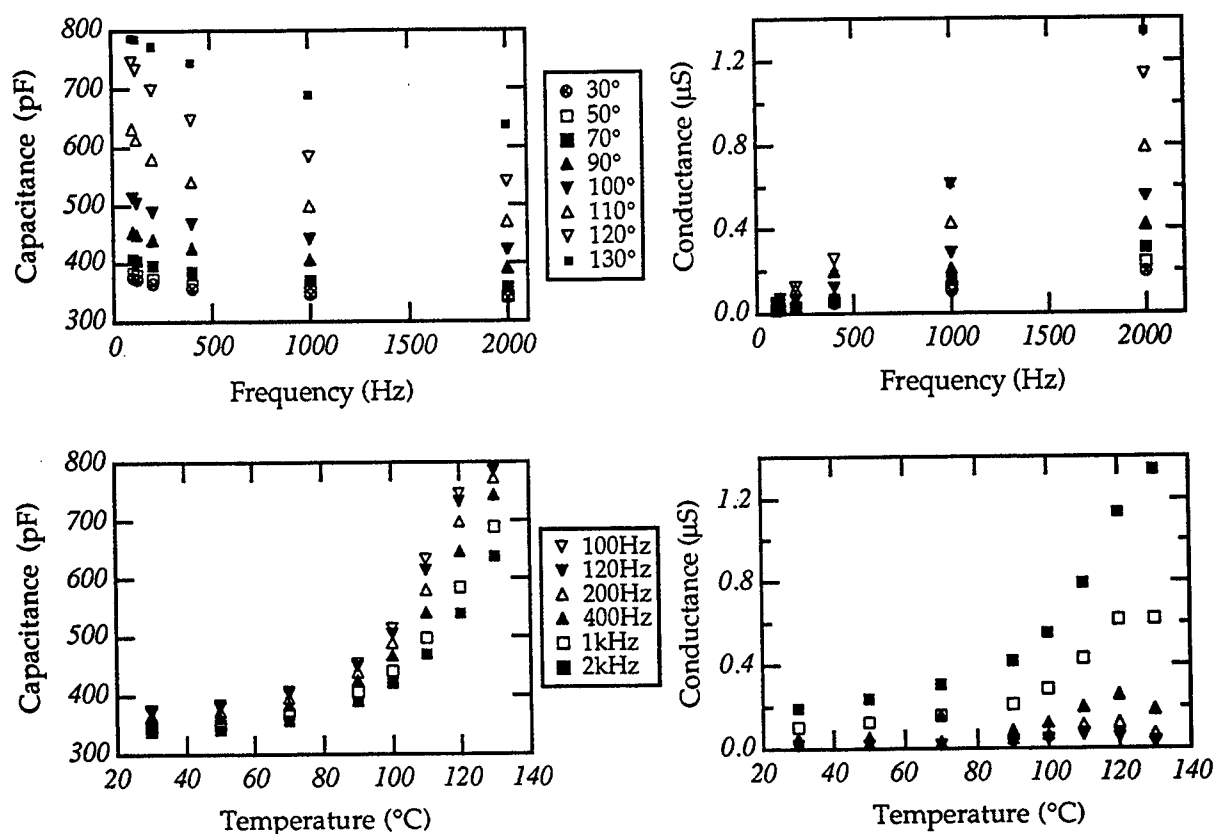 800
700
600
500
400
300
Capacitance (pF)
0 500 1000 1500 2000
Frequency (Hz)
30°
50°
70°
90°
100°
110°
120°
130°
1.2
0.8
0.4
0.0
Conductance (µS)
0 500 1000 1500 2000
Frequency (Hz)
800
700
600
500
400
300
Capacitance (pF)
20 40 60 80 100 120 140
Temperature (°C)
100Hz
120Hz
200Hz
400Hz
1kHz
2kHz
1.2
0.8
0.4
0.0
Conductance (µS)
20 40 60 80 100 120 140
Temperature (°C)